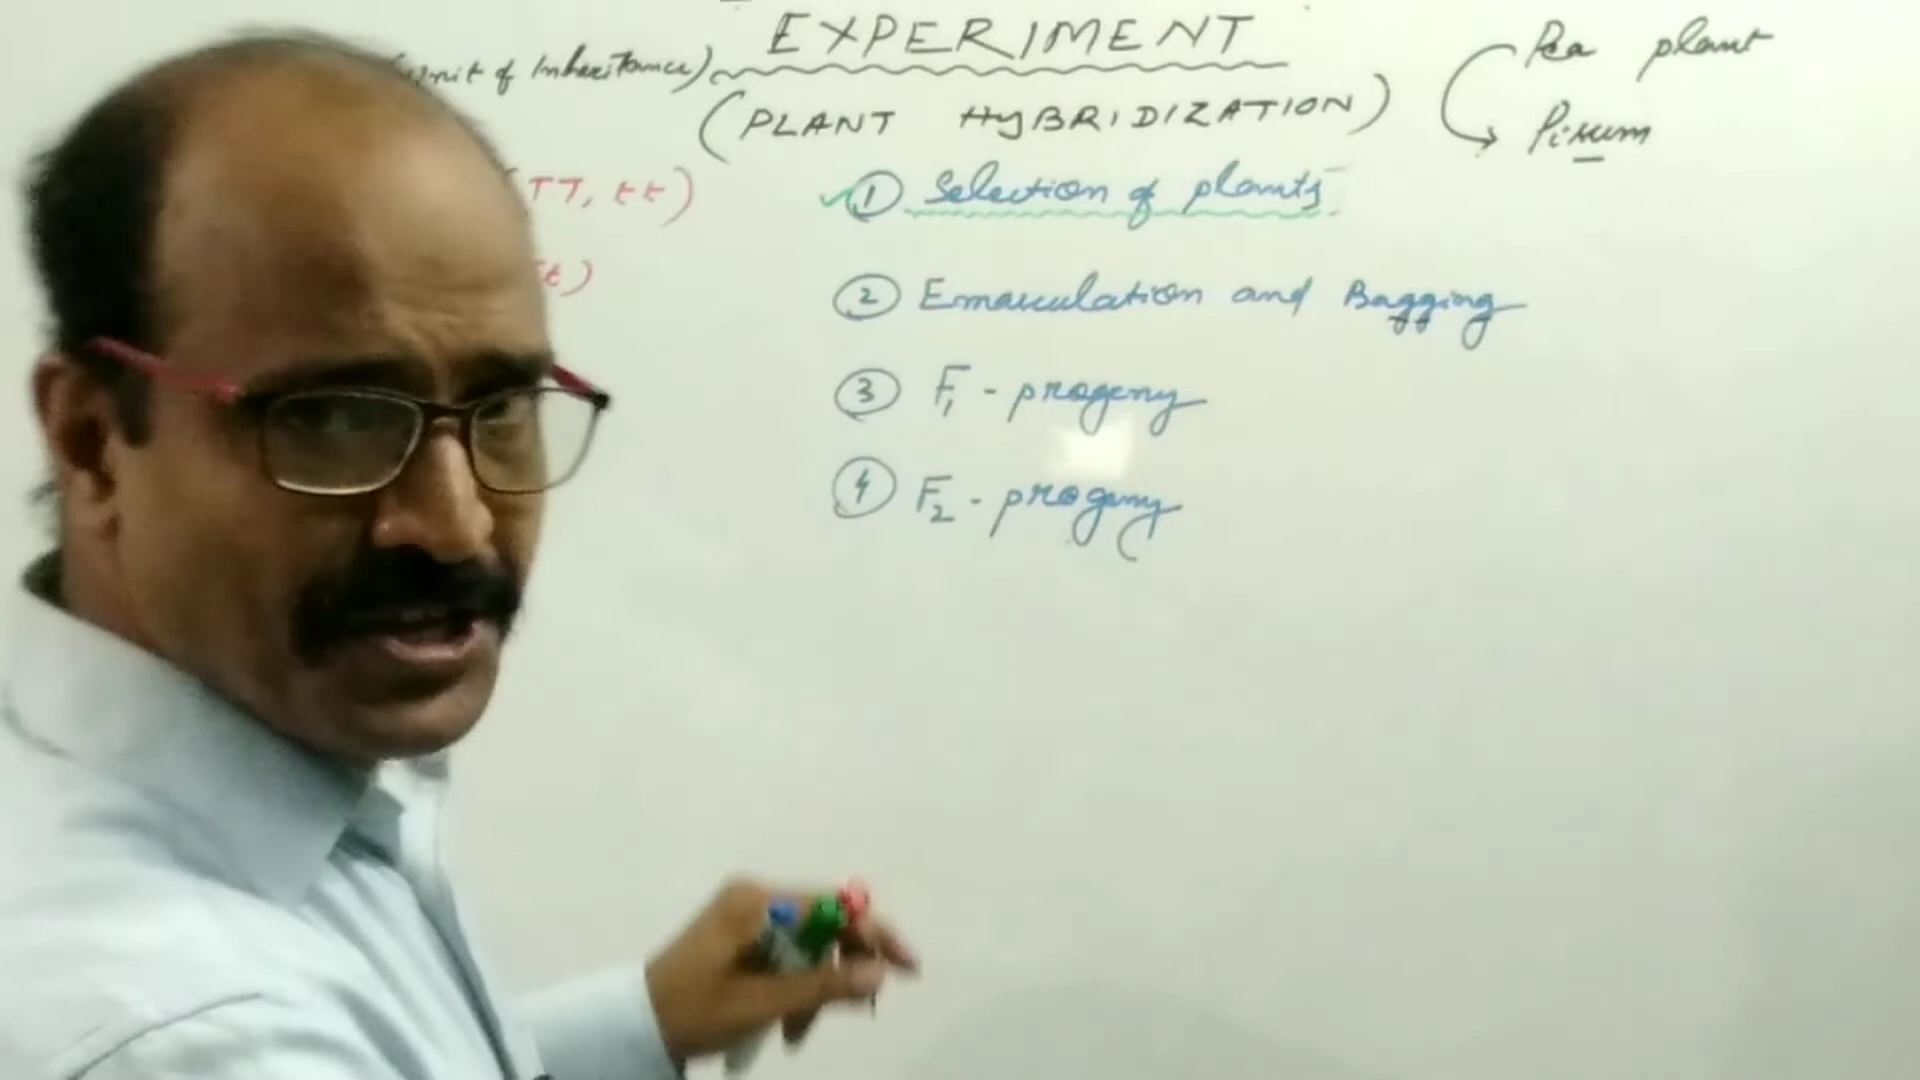 EXPERIMENT
unit of Inheritance)
(PLANT HYBRIDIZATION)
Pea plant
Pisum
TT, tt)
t)
① Selection of plants
② Emasculation and Bagging
③ F1 - progeny
④ F2 - progeny